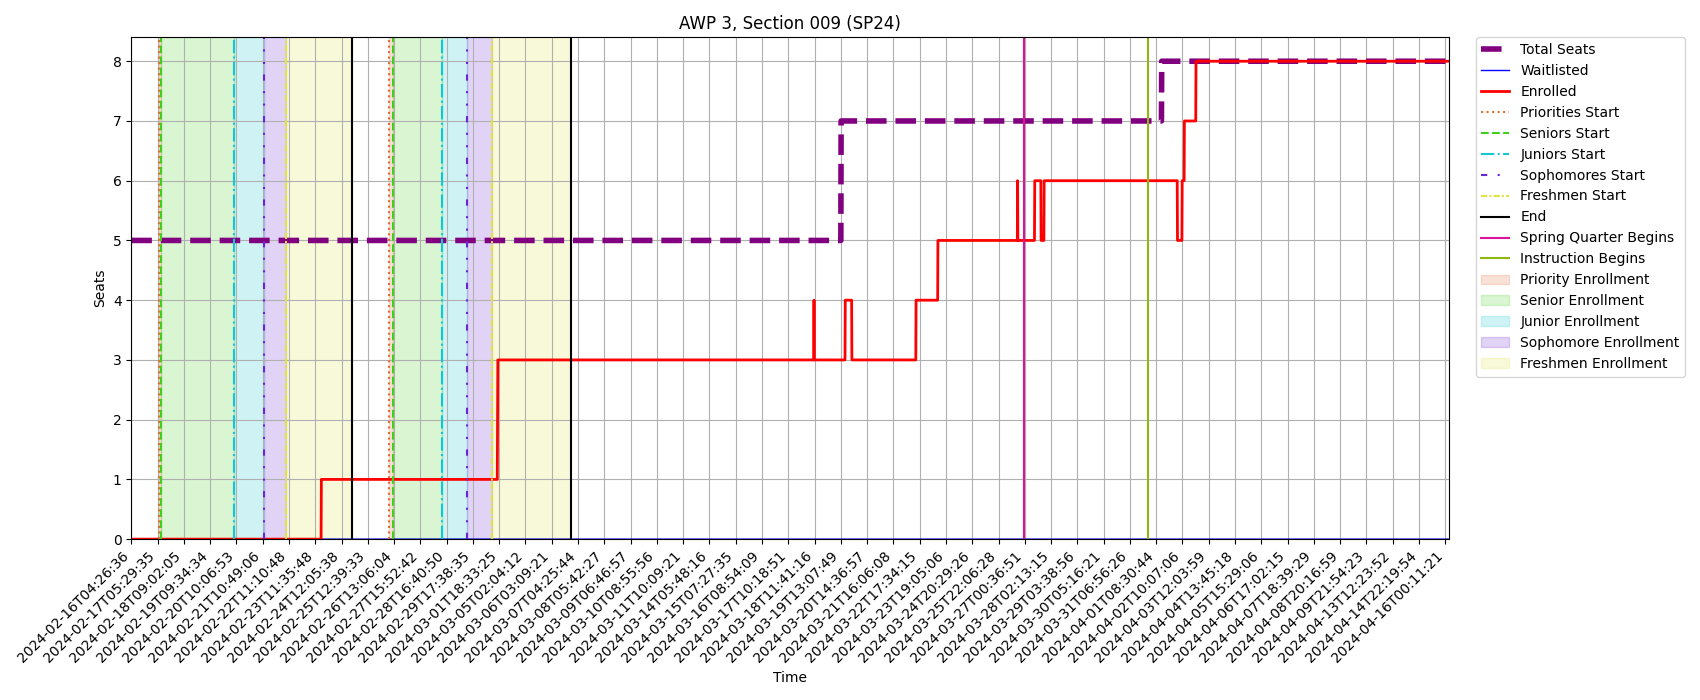 AWP 3, Section 009 (SP24)
Seats
8
7
6
5
4
3
2
1
0
2024-02-16T04:26:36
2024-02-17T05:29:35
2024-02-18T09:02:05
2024-02-19T09:34:34
2024-02-20T10:06:53
2024-02-21T10:49:06
2024-02-22T11:10:48
2024-02-23T11:35:48
2024-02-24T12:05:38
2024-02-25T12:39:33
2024-02-26T13:06:04
2024-02-27T15:52:42
2024-02-28T16:40:50
2024-02-29T17:38:35
2024-03-01T18:33:25
2024-03-05T02:04:12
2024-03-06T03:09:21
2024-03-07T04:25:44
2024-03-08T05:42:27
2024-03-09T06:46:57
2024-03-10T08:55:56
2024-03-11T10:09:21
2024-03-14T05:48:16
2024-03-15T07:27:35
2024-03-16T08:54:09
2024-03-17T10:18:51
2024-03-18T11:41:16
2024-03-19T13:07:49
2024-03-20T14:36:57
2024-03-21T16:06:08
2024-03-22T17:34:15
2024-03-23T19:05:06
2024-03-24T20:29:26
2024-03-25T22:06:28
2024-03-27T00:36:51
2024-03-28T02:13:15
2024-03-29T03:38:56
2024-03-30T05:16:21
2024-03-31T06:56:26
2024-04-01T08:30:44
2024-04-02T10:07:06
2024-04-03T12:03:59
2024-04-04T13:45:18
2024-04-05T15:29:06
2024-04-06T17:02:15
2024-04-07T18:39:29
2024-04-08T20:16:59
2024-04-09T21:54:23
2024-04-13T12:23:52
2024-04-14T22:19:54
2024-04-16T00:11:21
Time
Total Seats
Waitlisted
Enrolled
Priorities Start
Seniors Start
Juniors Start
Sophomores Start
Freshmen Start
End
Spring Quarter Begins
Instruction Begins
Priority Enrollment
Senior Enrollment
Junior Enrollment
Sophomore Enrollment
Freshmen Enrollment